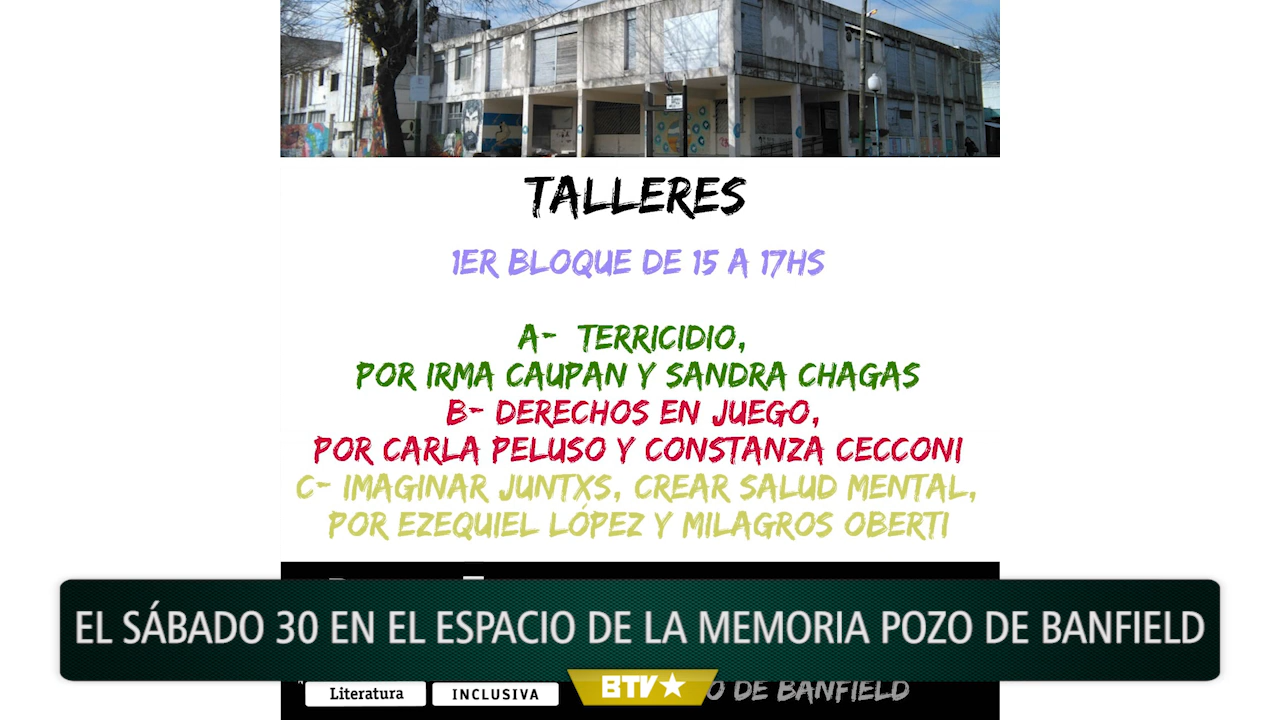 TALLERES
1ER BLOQUE DE 15 A 17HS
A- TERRICIDIO,
POR IRMA CAUPAN Y SANDRA CHAGAS
B- DERECHOS EN JUEGO,
POR CARLA PELUSO Y CONSTANZA CECCONI
C- IMAGINAR JUNTXS, CREAR SALUD MENTAL,
POR EZEQUIEL LÓPEZ Y MILAGROS OBERTI
EL SÁBADO 30 EN EL ESPACIO DE LA MEMORIA POZO DE BANFIELD
Literatura INCLUSIVA
BTV
DE BANFIELD